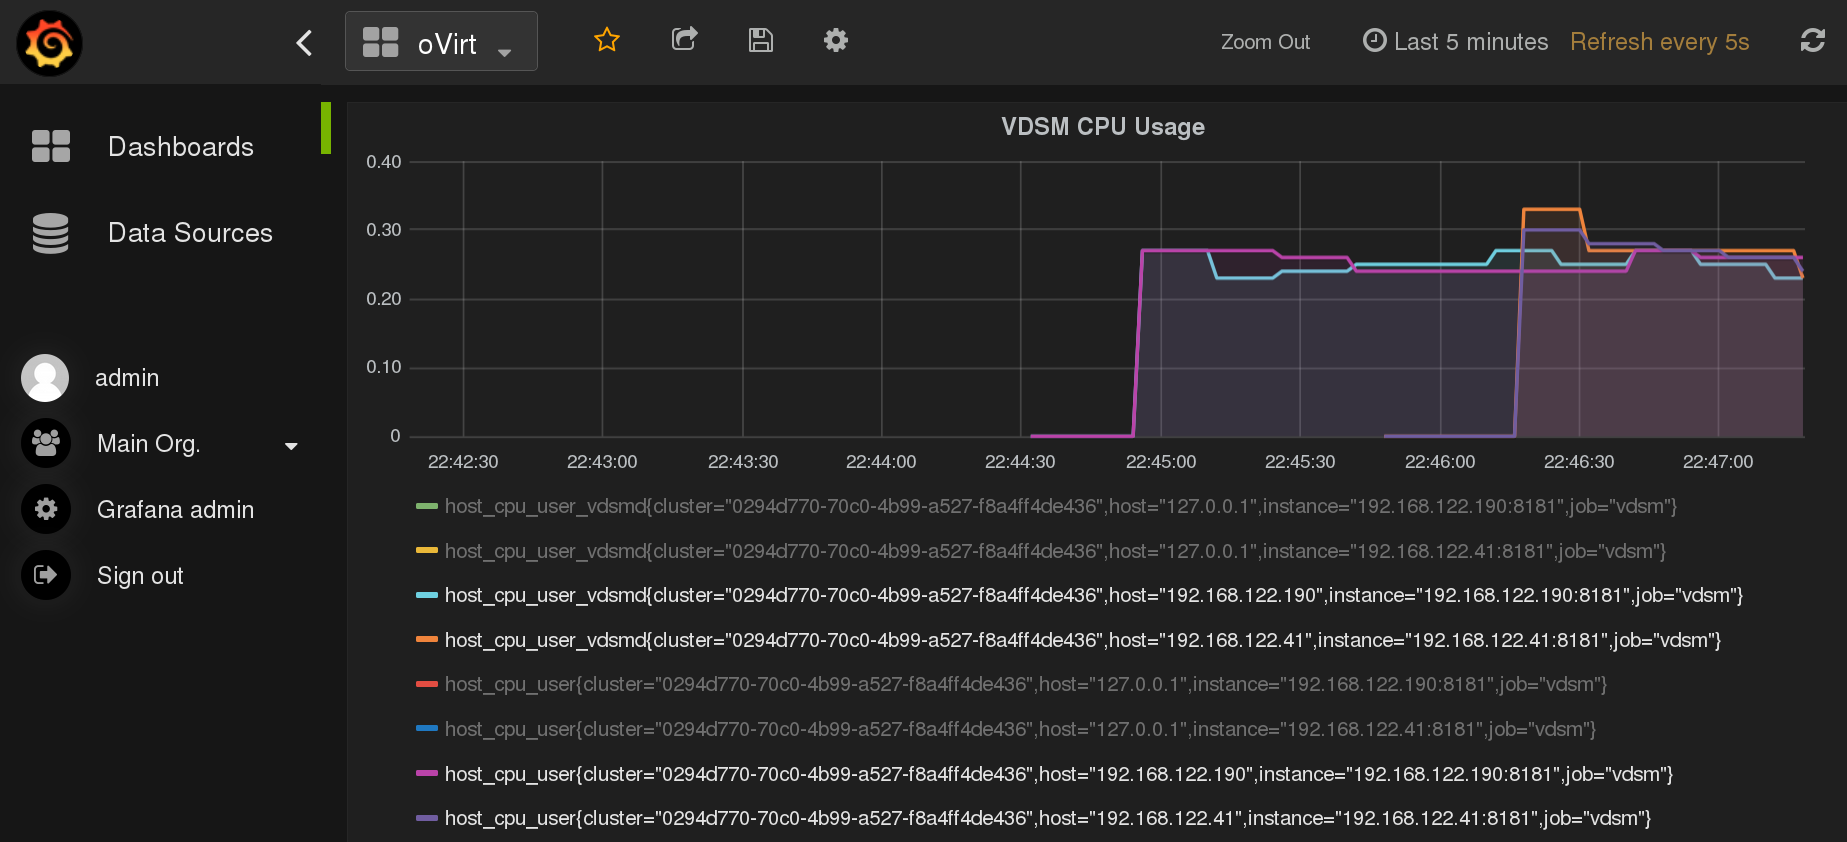 oVirt
Zoom Out
Last 5 minutes
Refresh every 5s
Dashboards
Data Sources
admin
Main Org.
Grafana admin
Sign out
VDSM CPU Usage
0.40
0.30
0.20
0.10
0
22:42:30 22:43:00 22:43:30 22:44:00 22:44:30 22:45:00 22:45:30 22:46:00 22:46:30 22:47:00
host_cpu_user_vdsmd{cluster="0294d770-70c0-4b99-a527-f8a4ff4de436",host="127.0.0.1",instance="192.168.122.190:8181",job="vdsm"}
host_cpu_user_vdsmd{cluster="0294d770-70c0-4b99-a527-f8a4ff4de436",host="127.0.0.1",instance="192.168.122.41:8181",job="vdsm"}
host_cpu_user_vdsmd{cluster="0294d770-70c0-4b99-a527-f8a4ff4de436",host="192.168.122.190",instance="192.168.122.190:8181",job="vdsm"}
host_cpu_user_vdsmd{cluster="0294d770-70c0-4b99-a527-f8a4ff4de436",host="192.168.122.41",instance="192.168.122.41:8181",job="vdsm"}
host_cpu_user{cluster="0294d770-70c0-4b99-a527-f8a4ff4de436",host="127.0.0.1",instance="192.168.122.190:8181",job="vdsm"}
host_cpu_user{cluster="0294d770-70c0-4b99-a527-f8a4ff4de436",host="127.0.0.1",instance="192.168.122.41:8181",job="vdsm"}
host_cpu_user{cluster="0294d770-70c0-4b99-a527-f8a4ff4de436",host="192.168.122.190",instance="192.168.122.190:8181",job="vdsm"}
host_cpu_user{cluster="0294d770-70c0-4b99-a527-f8a4ff4de436",host="192.168.122.41",instance="192.168.122.41:8181",job="vdsm"}